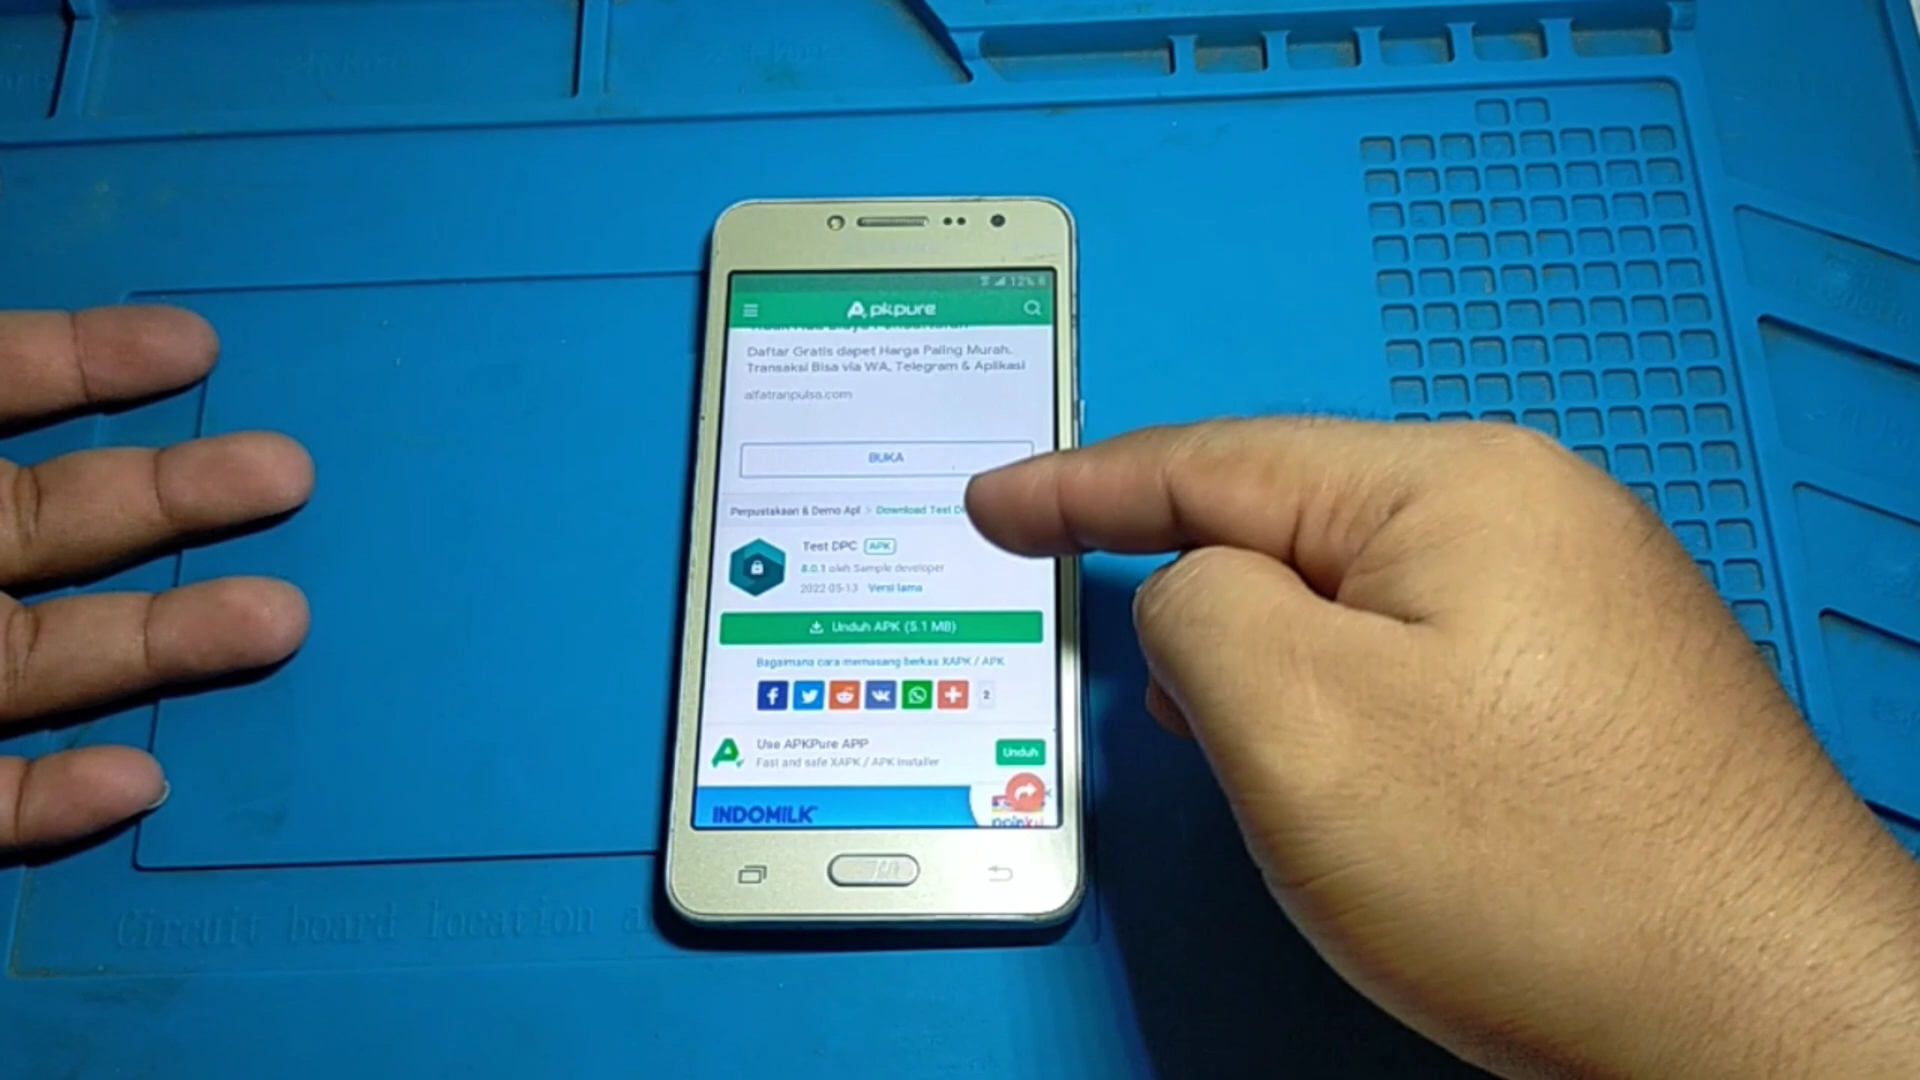 12%
Apkpure
Daftar Gratis dapet Harga Paling Murah.
Transaksi Bisa via WA, Telegram & Aplikasi
alfatranpulsa.com
BUKA
Perpustakaan & Demo Apl > Download Test
Test DPC APK
8.0.1 oleh Sample developer
2022-05-13 Versi lama
Unduh APK (5.1 MB)
Bagaimana cara memasang berkas XAPK / APK
2
Use APKPure APP
Fast and safe XAPK / APK installer
Unduh
INDOMILK
Circuit board location